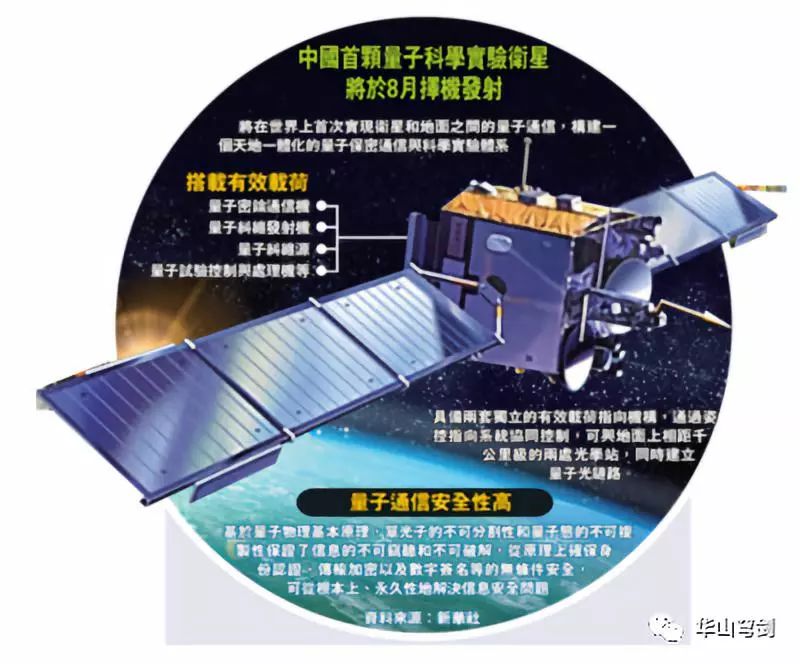 中國首顆量子科學實驗衛星
將於8月擇機發射
將在世界上首次實現衛星和地面之間的量子通信，構建一
個天地一體化的量子保密通信與科學實驗體系
搭載有效載荷
量子密鑰通信機
量子糾纏發射機
量子糾纏源
量子試驗控制與處理機等
具備兩套獨立的有效載荷指向機構，通過姿
控指向系統協同控制，可與地面上相距千
公里級的兩處光學站，同時建立
量子光鏈路
量子通信安全性高
基於量子物理基本原理，單光子的不可分割性和量子態的不可複
製性保證了信息的不可竊聽和不可破解，從原理上確保身
份認證、傳輸加密以及數字簽名等的無條件安全，
可從根本上、永久性地解決信息安全問題
資料來源：新華社
华山穹剑